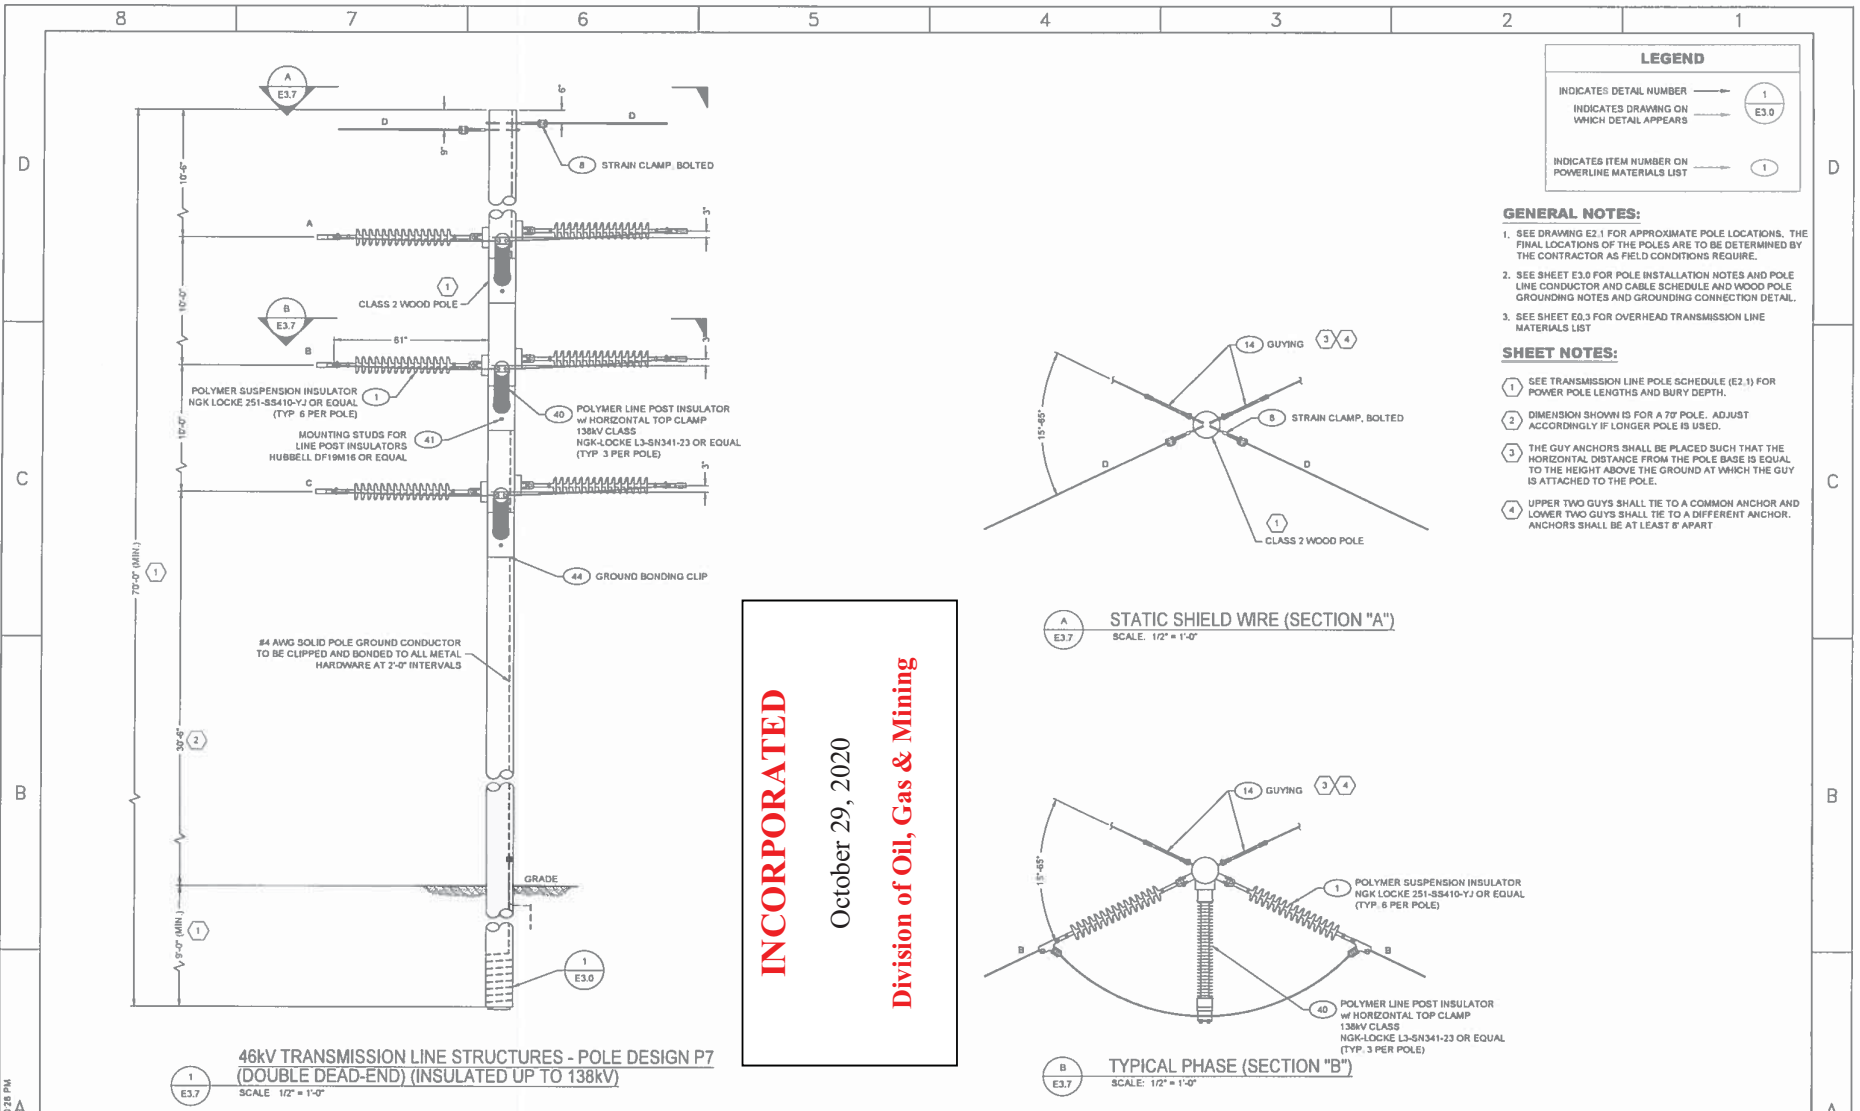 8 7 6 5 4 3 2 1
D
C
B
A
D
C
B
A
A
E3.7
D
D
6"
9"
8 STRAIN CLAMP, BOLTED
10'-6"
A
3"
1
CLASS 2 WOOD POLE
10'-0"
B
E3.7
B
61"
3"
POLYMER SUSPENSION INSULATOR
NGK LOCKE 251-SS410-YJ OR EQUAL
(TYP 6 PER POLE)
1
40 POLYMER LINE POST INSULATOR
w/ HORIZONTAL TOP CLAMP
138kV CLASS
NGK-LOCKE L3-SN341-23 OR EQUAL
(TYP 3 PER POLE)
MOUNTING STUDS FOR
LINE POST INSULATORS
HUBBELL DF19M16 OR EQUAL
41
10'-0"
C
3"
70'-0" (MIN.) 1
44 GROUND BONDING CLIP
#4 AWG SOLID POLE GROUND CONDUCTOR
TO BE CLIPPED AND BONDED TO ALL METAL
HARDWARE AT 2'-0" INTERVALS
30'-6" 2
GRADE
9'-0" (MIN.) 1
1
E3.0
1
E3.7
46kV TRANSMISSION LINE STRUCTURES - POLE DESIGN P7
(DOUBLE DEAD-END) (INSULATED UP TO 138kV)
SCALE 1/2" = 1'-0"
INCORPORATED
October 29, 2020
Division of Oil, Gas & Mining
14 GUYING 3 4
8 STRAIN CLAMP, BOLTED
15°-65°
D
D
1
CLASS 2 WOOD POLE
A
E3.7
STATIC SHIELD WIRE (SECTION "A")
SCALE: 1/2" = 1'-0"
14 GUYING 3 4
15°-65°
1 POLYMER SUSPENSION INSULATOR
NGK LOCKE 251-SS410-YJ OR EQUAL
(TYP. 6 PER POLE)
B
B
40 POLYMER LINE POST INSULATOR
w/ HORIZONTAL TOP CLAMP
138kV CLASS
NGK-LOCKE L3-SN341-23 OR EQUAL
(TYP. 3 PER POLE)
B
E3.7
TYPICAL PHASE (SECTION "B")
SCALE: 1/2" = 1'-0"
LEGEND
INDICATES DETAIL NUMBER
INDICATES DRAWING ON
WHICH DETAIL APPEARS
1
E3.0
INDICATES ITEM NUMBER ON
POWERLINE MATERIALS LIST
1
GENERAL NOTES:
1. SEE DRAWING E2.1 FOR APPROXIMATE POLE LOCATIONS. THE
FINAL LOCATIONS OF THE POLES ARE TO BE DETERMINED BY
THE CONTRACTOR AS FIELD CONDITIONS REQUIRE.
2. SEE SHEET E3.0 FOR POLE INSTALLATION NOTES AND POLE
LINE CONDUCTOR AND CABLE SCHEDULE AND WOOD POLE
GROUNDING NOTES AND GROUNDING CONNECTION DETAIL.
3. SEE SHEET E0.3 FOR OVERHEAD TRANSMISSION LINE
MATERIALS LIST
SHEET NOTES:
1 SEE TRANSMISSION LINE POLE SCHEDULE (E2.1) FOR
POWER POLE LENGTHS AND BURY DEPTH.
2 DIMENSION SHOWN IS FOR A 70' POLE. ADJUST
ACCORDINGLY IF LONGER POLE IS USED.
3 THE GUY ANCHORS SHALL BE PLACED SUCH THAT THE
HORIZONTAL DISTANCE FROM THE POLE BASE IS EQUAL
TO THE HEIGHT ABOVE THE GROUND AT WHICH THE GUY
IS ATTACHED TO THE POLE.
4 UPPER TWO GUYS SHALL TIE TO A COMMON ANCHOR AND
LOWER TWO GUYS SHALL TIE TO A DIFFERENT ANCHOR.
ANCHORS SHALL BE AT LEAST 8' APART